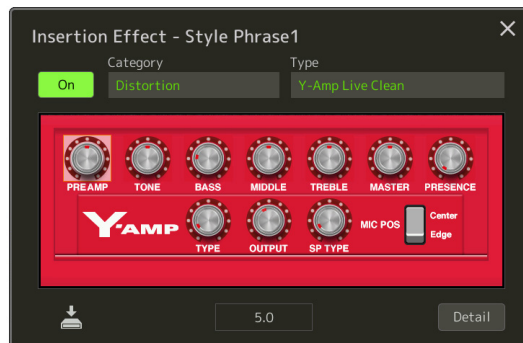 Insertion Effect - Style Phrase1
Category
Type
On
Distortion
Y-Amp Live Clean
PREAMP TONE BASS MIDDLE TREBLE MASTER PRESENCE
Y-AMP
TYPE OUTPUT SP TYPE
MIC POS
Center
Edge
5.0
Detail